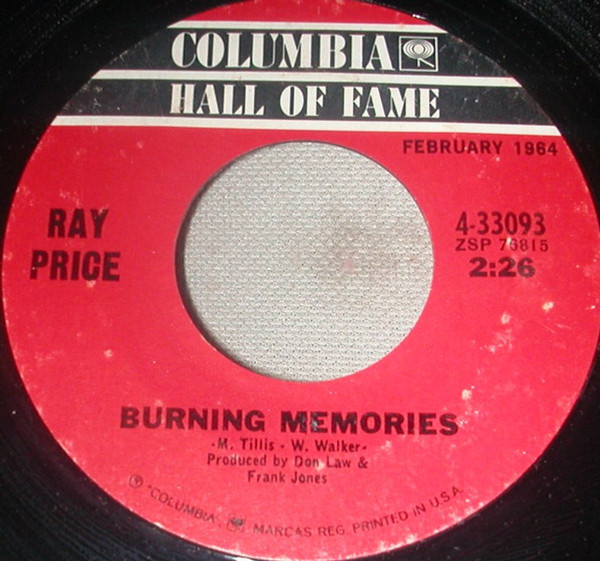 COLUMBIA
HALL OF FAME
FEBRUARY 1964
RAY
PRICE
4-33093
ZSP 76815
2:26
BURNING MEMORIES
-M. Tillis - W. Walker-
Produced by Don Law &
Frank Jones
Ⓟ "COLUMBIA" MARCAS REG. PRINTED IN U.S.A.